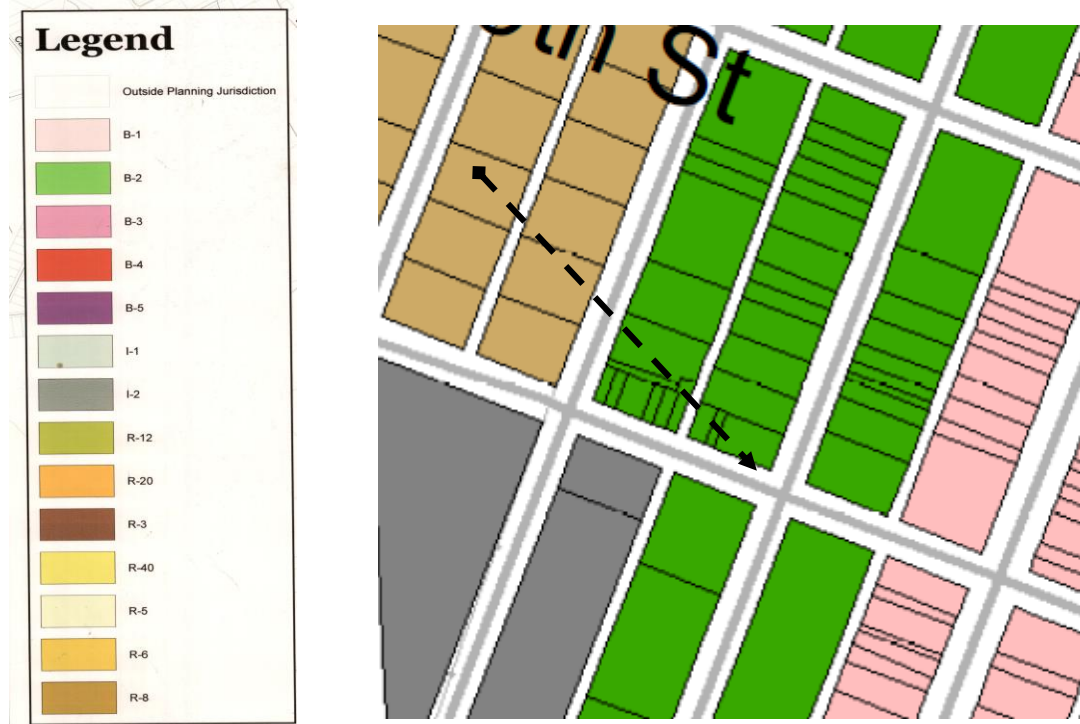 Legend
Outside Planning Jurisdiction
B-1
B-2
B-3
B-4
B-5
I-1
I-2
R-12
R-20
R-3
R-40
R-5
R-6
R-8
St